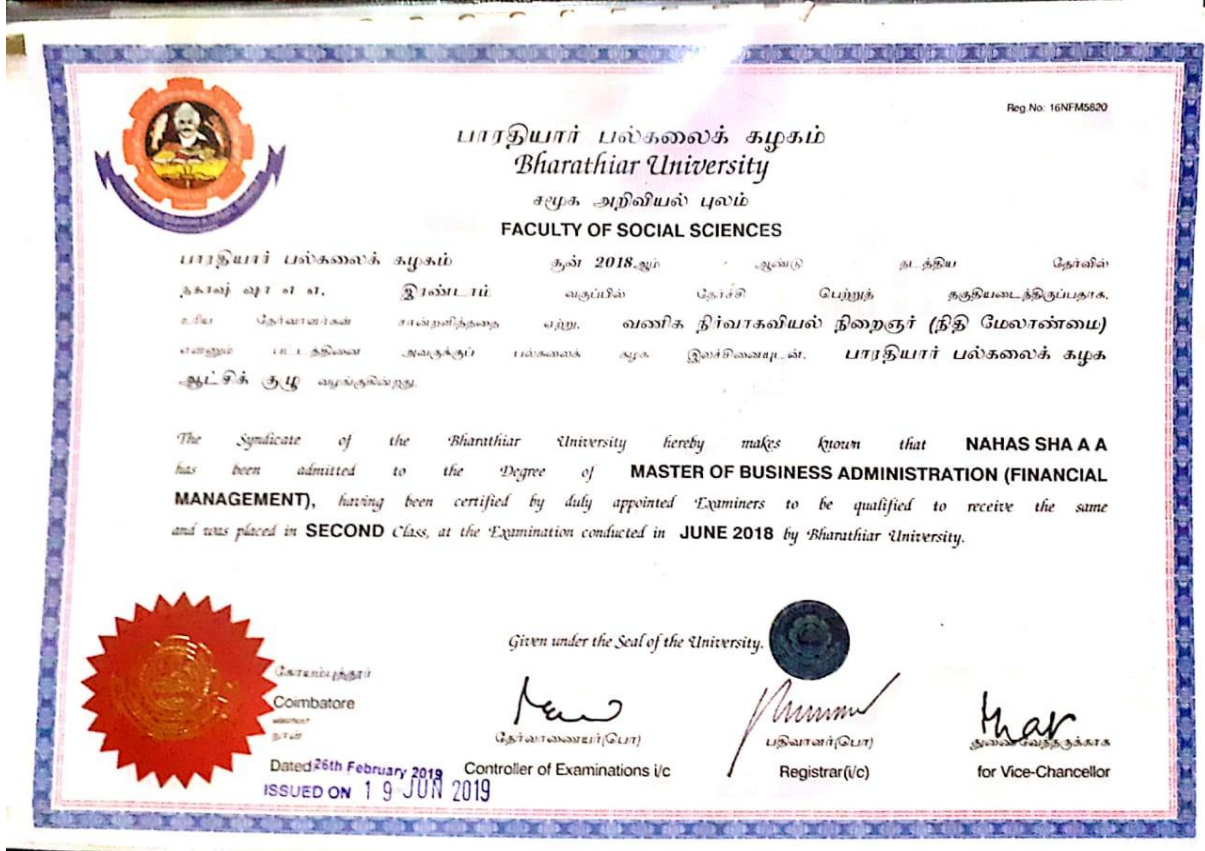 Reg.No: 16NFM5820
பாரதியார் பல்கலைக் கழகம்
Bharathiar University
சமூக அறிவியல் புலம்
FACULTY OF SOCIAL SCIENCES
பாரதியார் பல்கலைக் கழகம் சூன் 2018ஆம் ஆண்டு நடத்திய தேர்வில்
நகாஷ் ஷா எ எ. இரண்டாம் வகுப்பில் தேர்ச்சி பெற்றுத் தகுதியடைந்திருப்பதாக,
உரிய தேர்வாளர்கள் சான்றளித்ததை ஏற்று, வணிக நிர்வாகவியல் நிறைஞர் (நிதி மேலாண்மை)
என்னும் பட்டத்தினை அவருக்குப் பல்கலைக் கழக இலச்சினையுடன், பாரதியார் பல்கலைக் கழக
ஆட்சிக் குழு வழங்குகின்றது.
The Syndicate of the Bharathiar University hereby makes known that NAHAS SHA A A
has been admitted to the Degree of MASTER OF BUSINESS ADMINISTRATION (FINANCIAL
MANAGEMENT), having been certified by duly appointed Examiners to be qualified to receive the same
and was placed in SECOND Class, at the Examination conducted in JUNE 2018 by Bharathiar University.
Given under the Seal of the University.
கோயம்புத்தூர்
Coimbatore
நாள்
Dated 26th February 2019
ISSUED ON 19 JUN 2019
தேர்வாணையர்(பொ)
Controller of Examinations i/c
பதிவாளர்(பொ)
Registrar(i/c)
துணைவேந்தருக்காக
for Vice-Chancellor